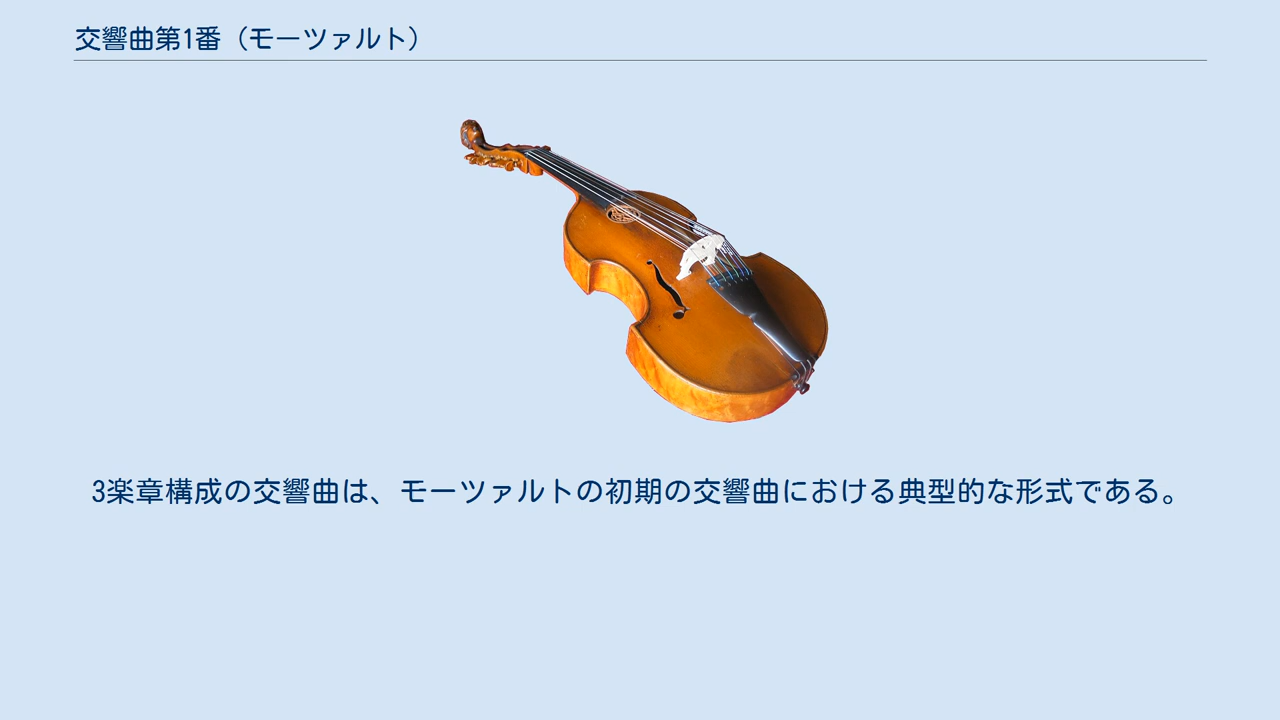 交響曲第1番（モーツァルト）
3楽章構成の交響曲は、モーツァルトの初期の交響曲における典型的な形式である。